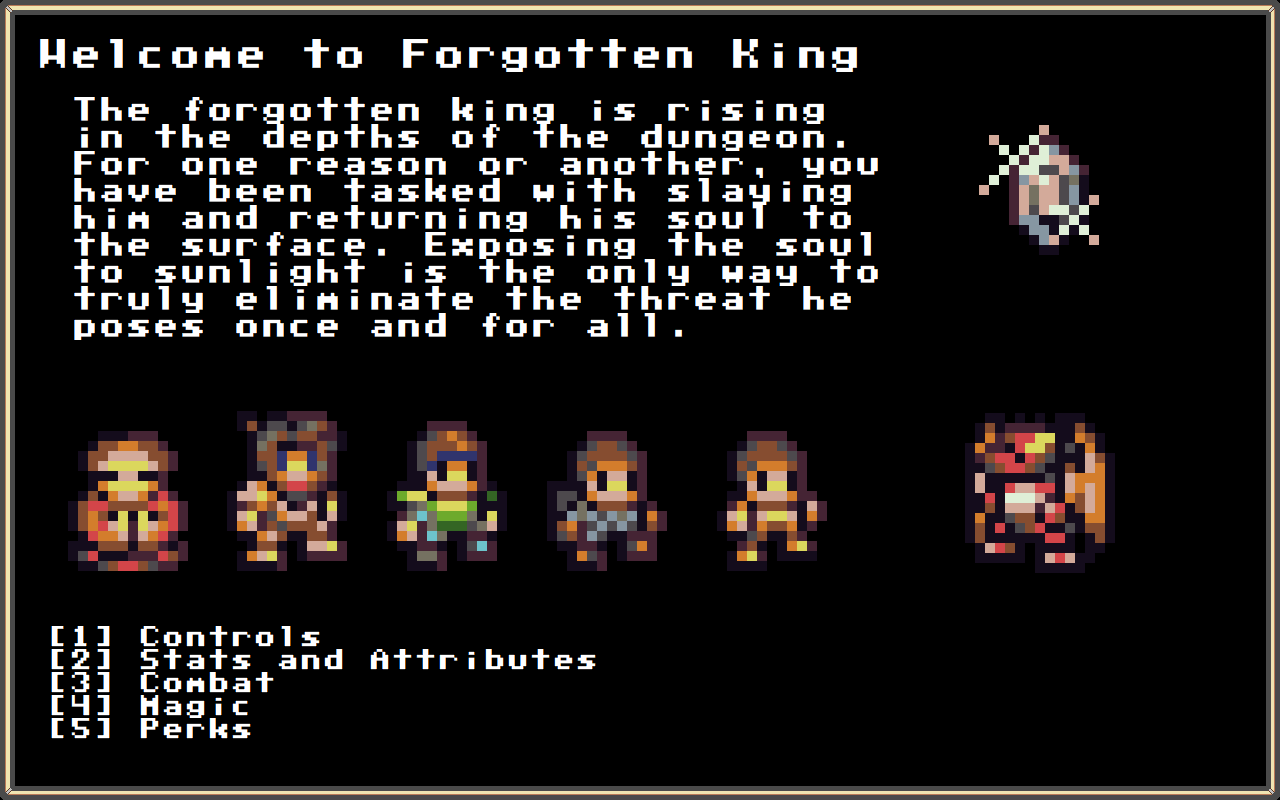 Welcome to Forgotten King
The forgotten king is rising
in the depths of the dungeon.
For one reason or another, you
have been tasked with slaying
him and returning his soul to
the surface. Exposing the soul
to sunlight is the only way to
truly eliminate the threat he
poses once and for all.
[1] Controls
[2] Stats and Attributes
[3] Combat
[4] Magic
[5] Perks